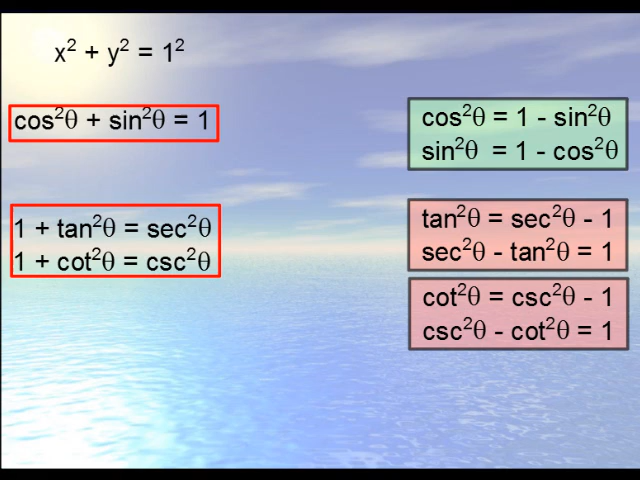 x² + y² = 1²
cos²θ + sin²θ = 1
1 + tan²θ = sec²θ
1 + cot²θ = csc²θ
cos²θ = 1 - sin²θ
sin²θ = 1 - cos²θ
tan²θ = sec²θ - 1
sec²θ - tan²θ = 1
cot²θ = csc²θ - 1
csc²θ - cot²θ = 1